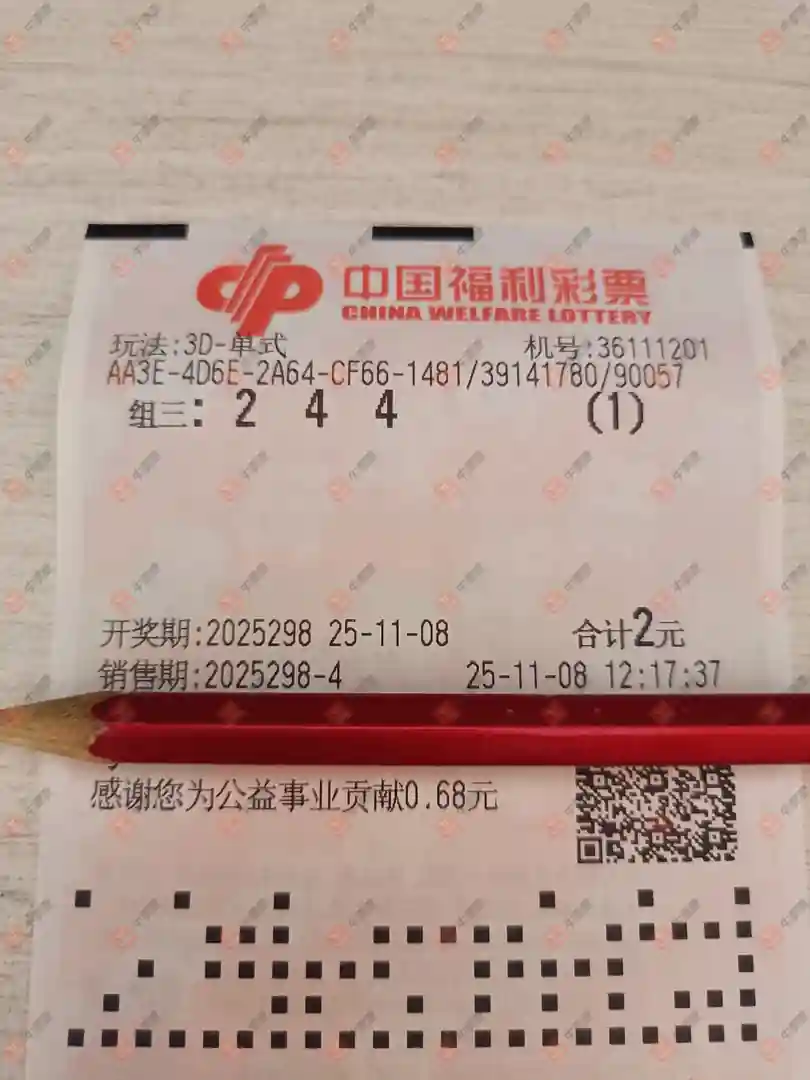 中国福利彩票
CHINA WELFARE LOTTERY
玩法:3D-单式 机号:36111201
AA3E-4D6E-2A64-CF66-1481/39141780/90057
组三: 2 4 4 (1)
开奖期:2025298 25-11-08 合计2元
销售期:2025298-4 25-11-08 12:17:37
感谢您为公益事业贡献0.68元